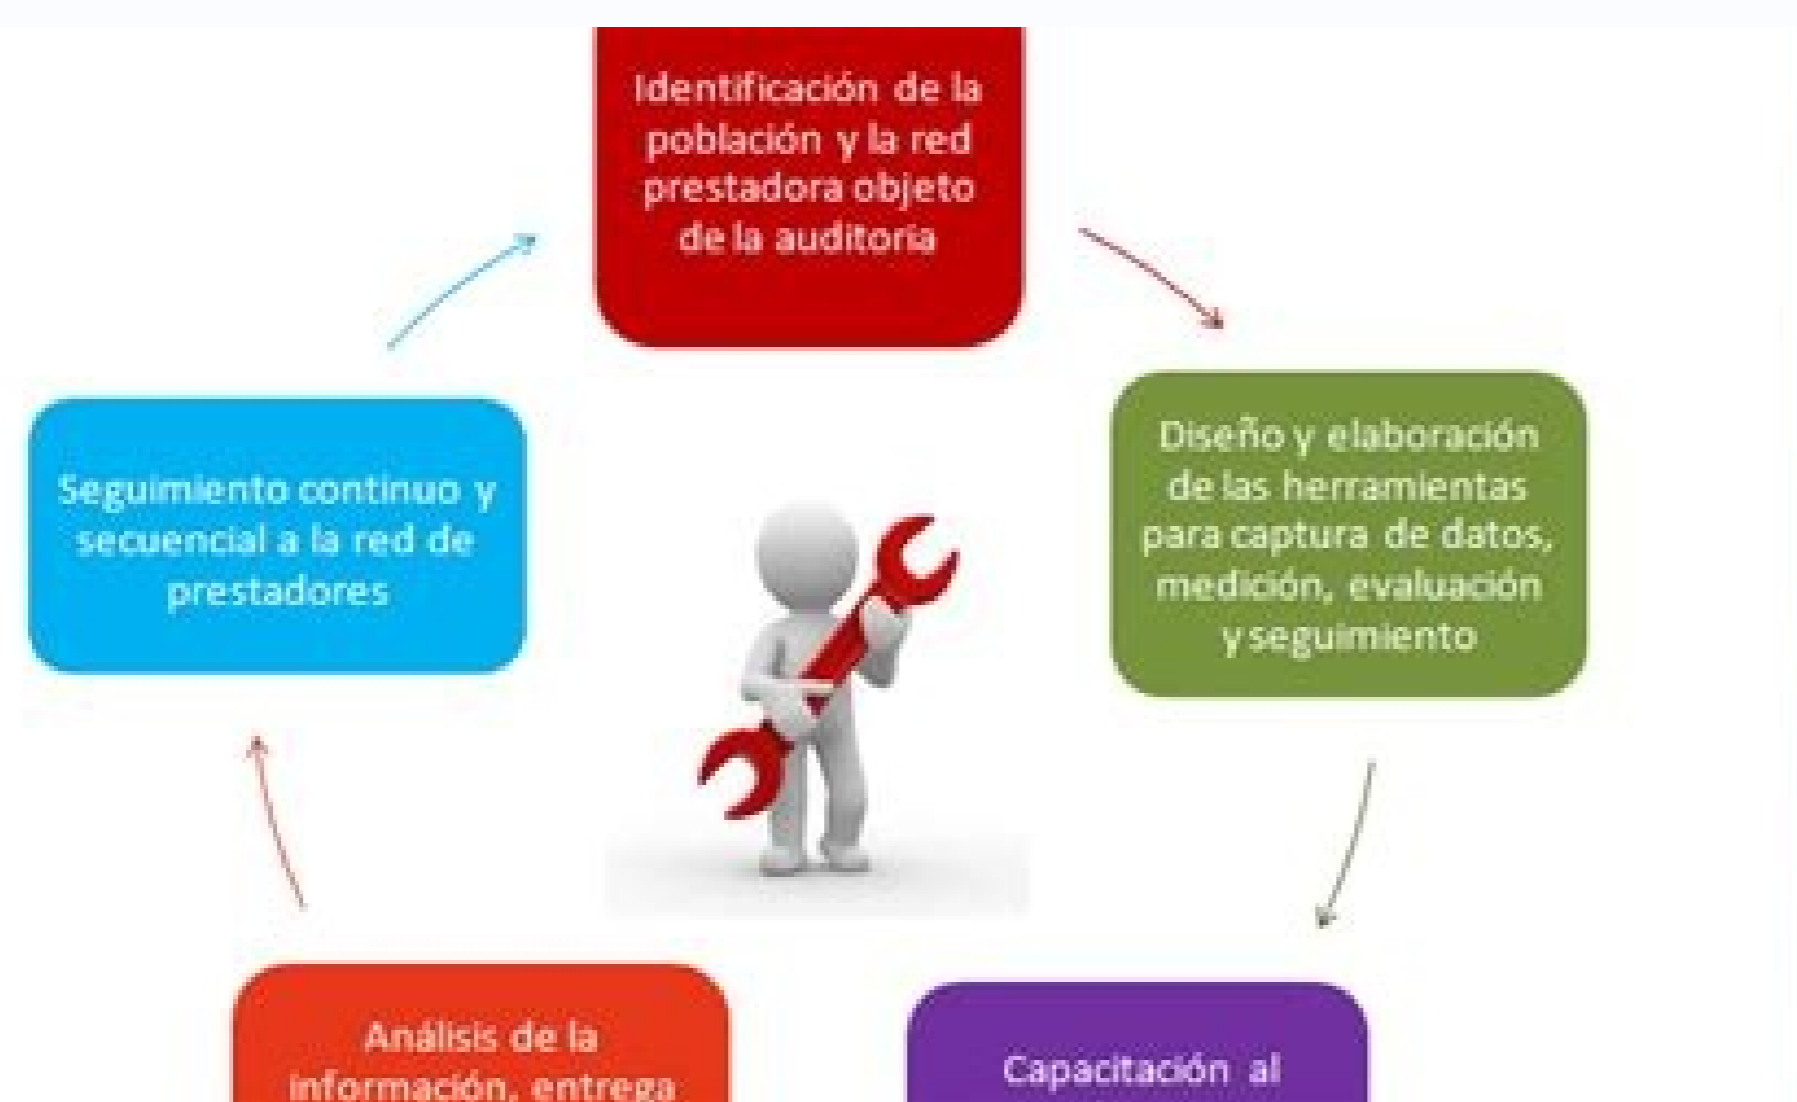 Identificación de la
población y la red
prestadora objeto
de la auditoria
Diseño y elaboración
de las herramientas
para captura de datos,
medición, evaluación
y seguimiento
Capacitación al
Análisis de la
información, entrega
Seguimiento continuo y
secuencial a la red de
prestadores